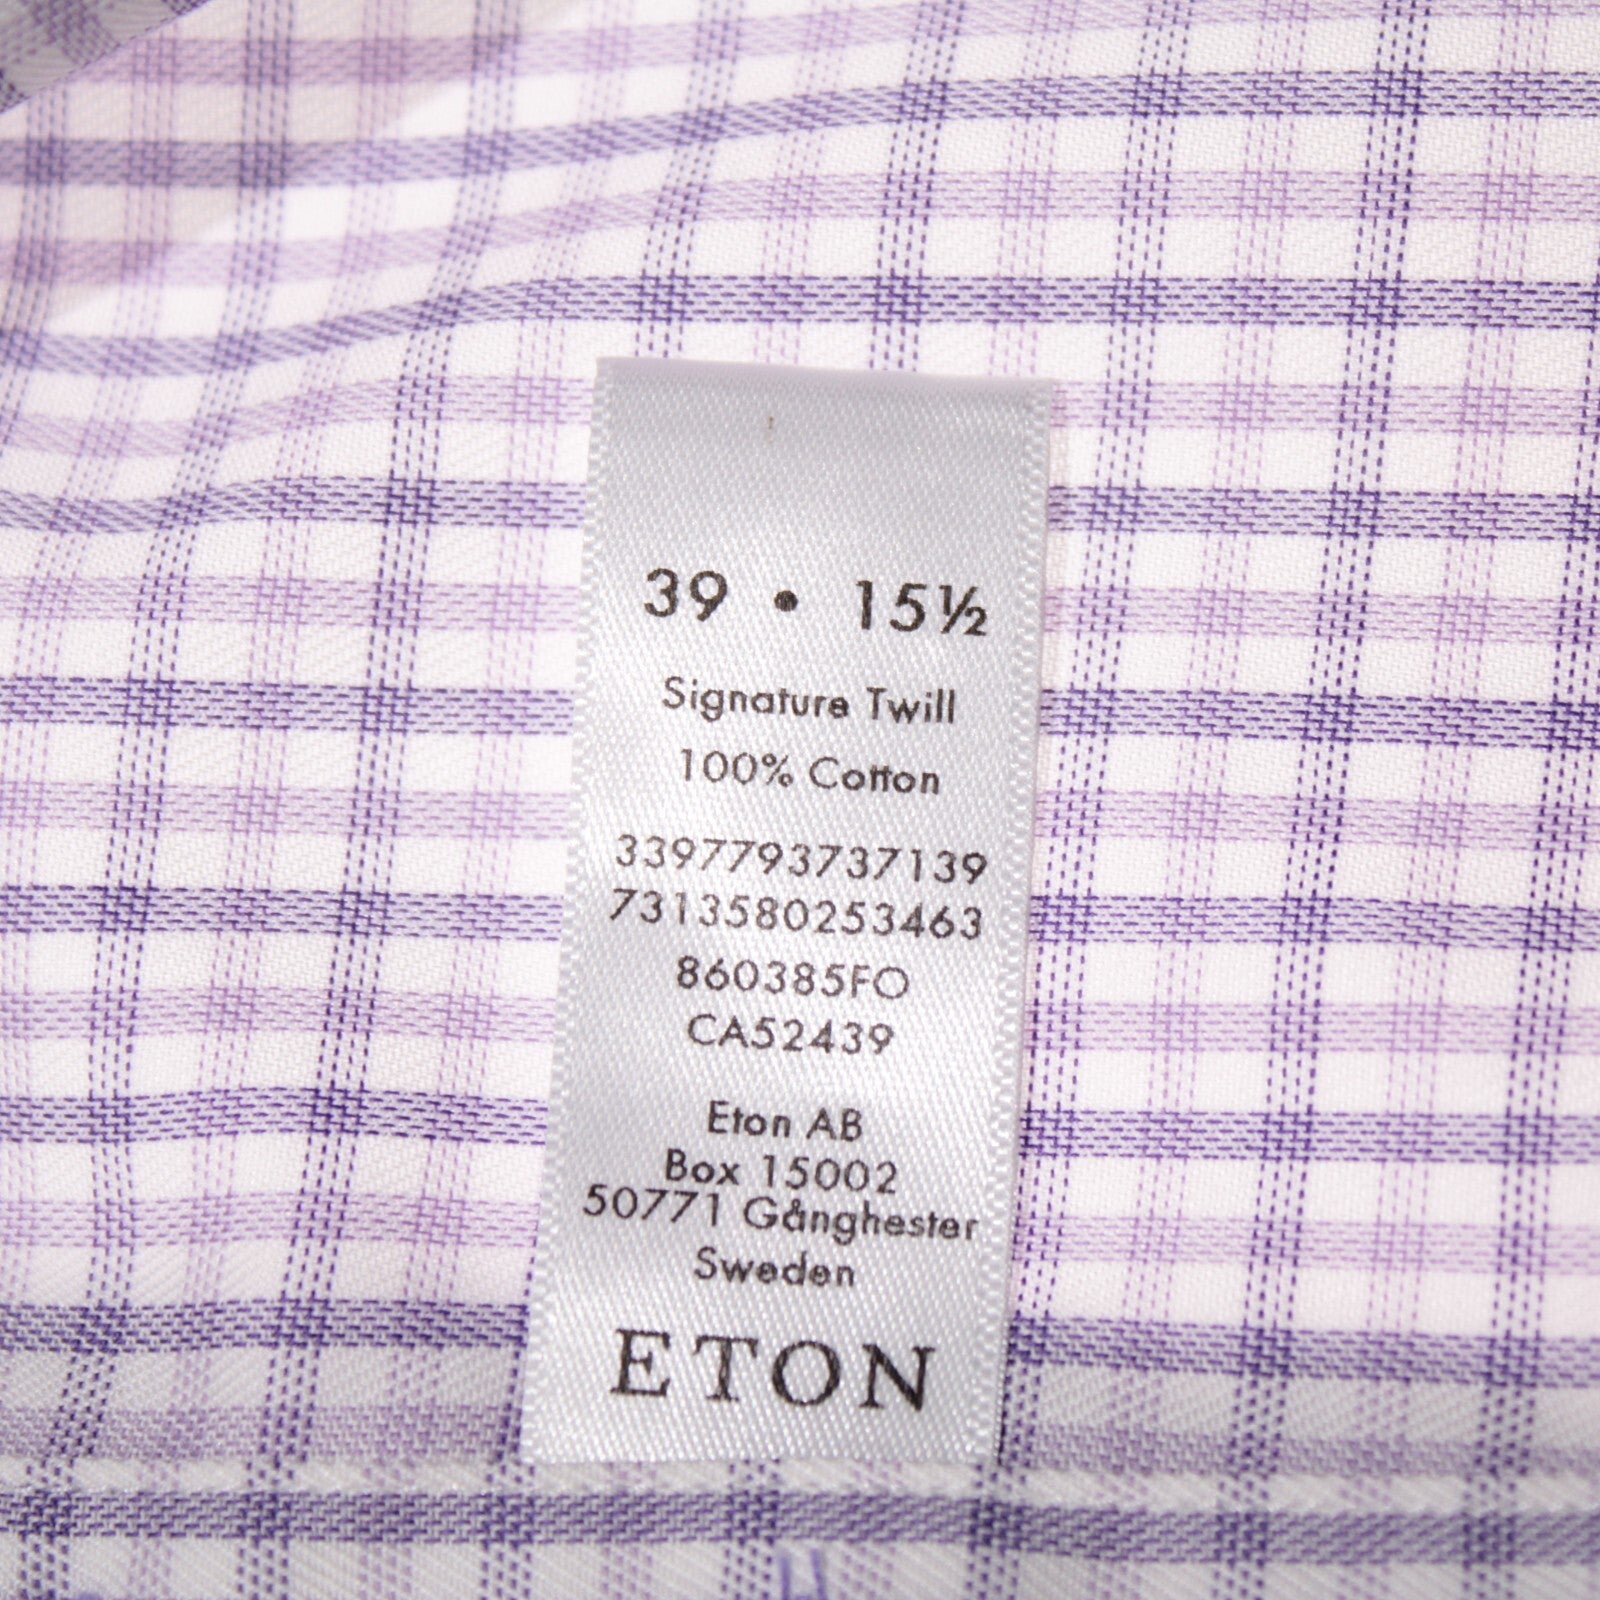 39 • 15½
Signature Twill
100% Cotton
3397793737139
7313580253463
860385FO
CA52439
Eton AB
Box 15002
50771 Gånghester
Sweden
ETON